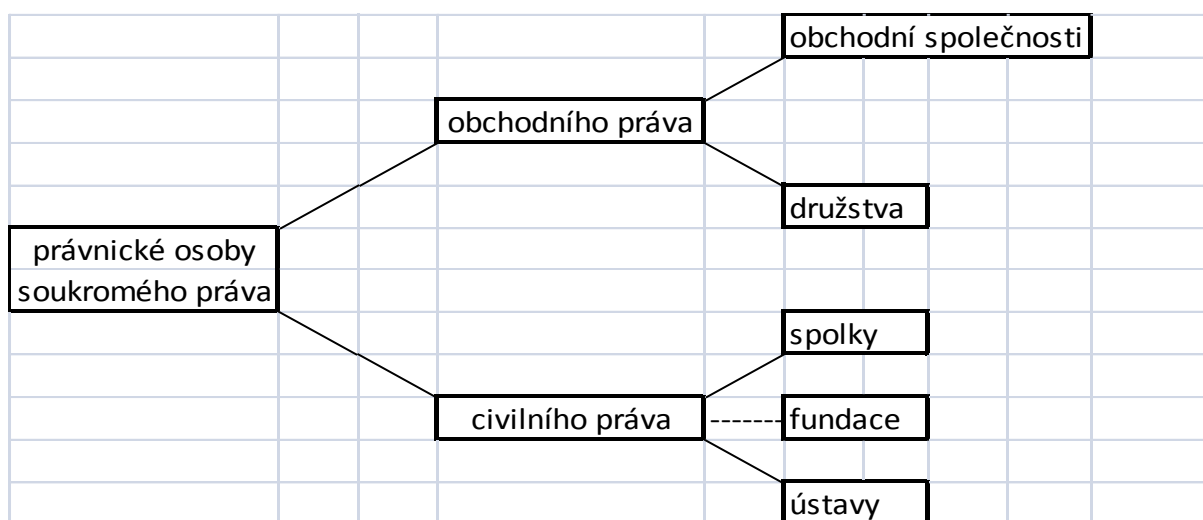 obchodní společnosti
obchodního práva
družstva
právnické osoby
soukromého práva
spolky
civilního práva
fundace
ústavy